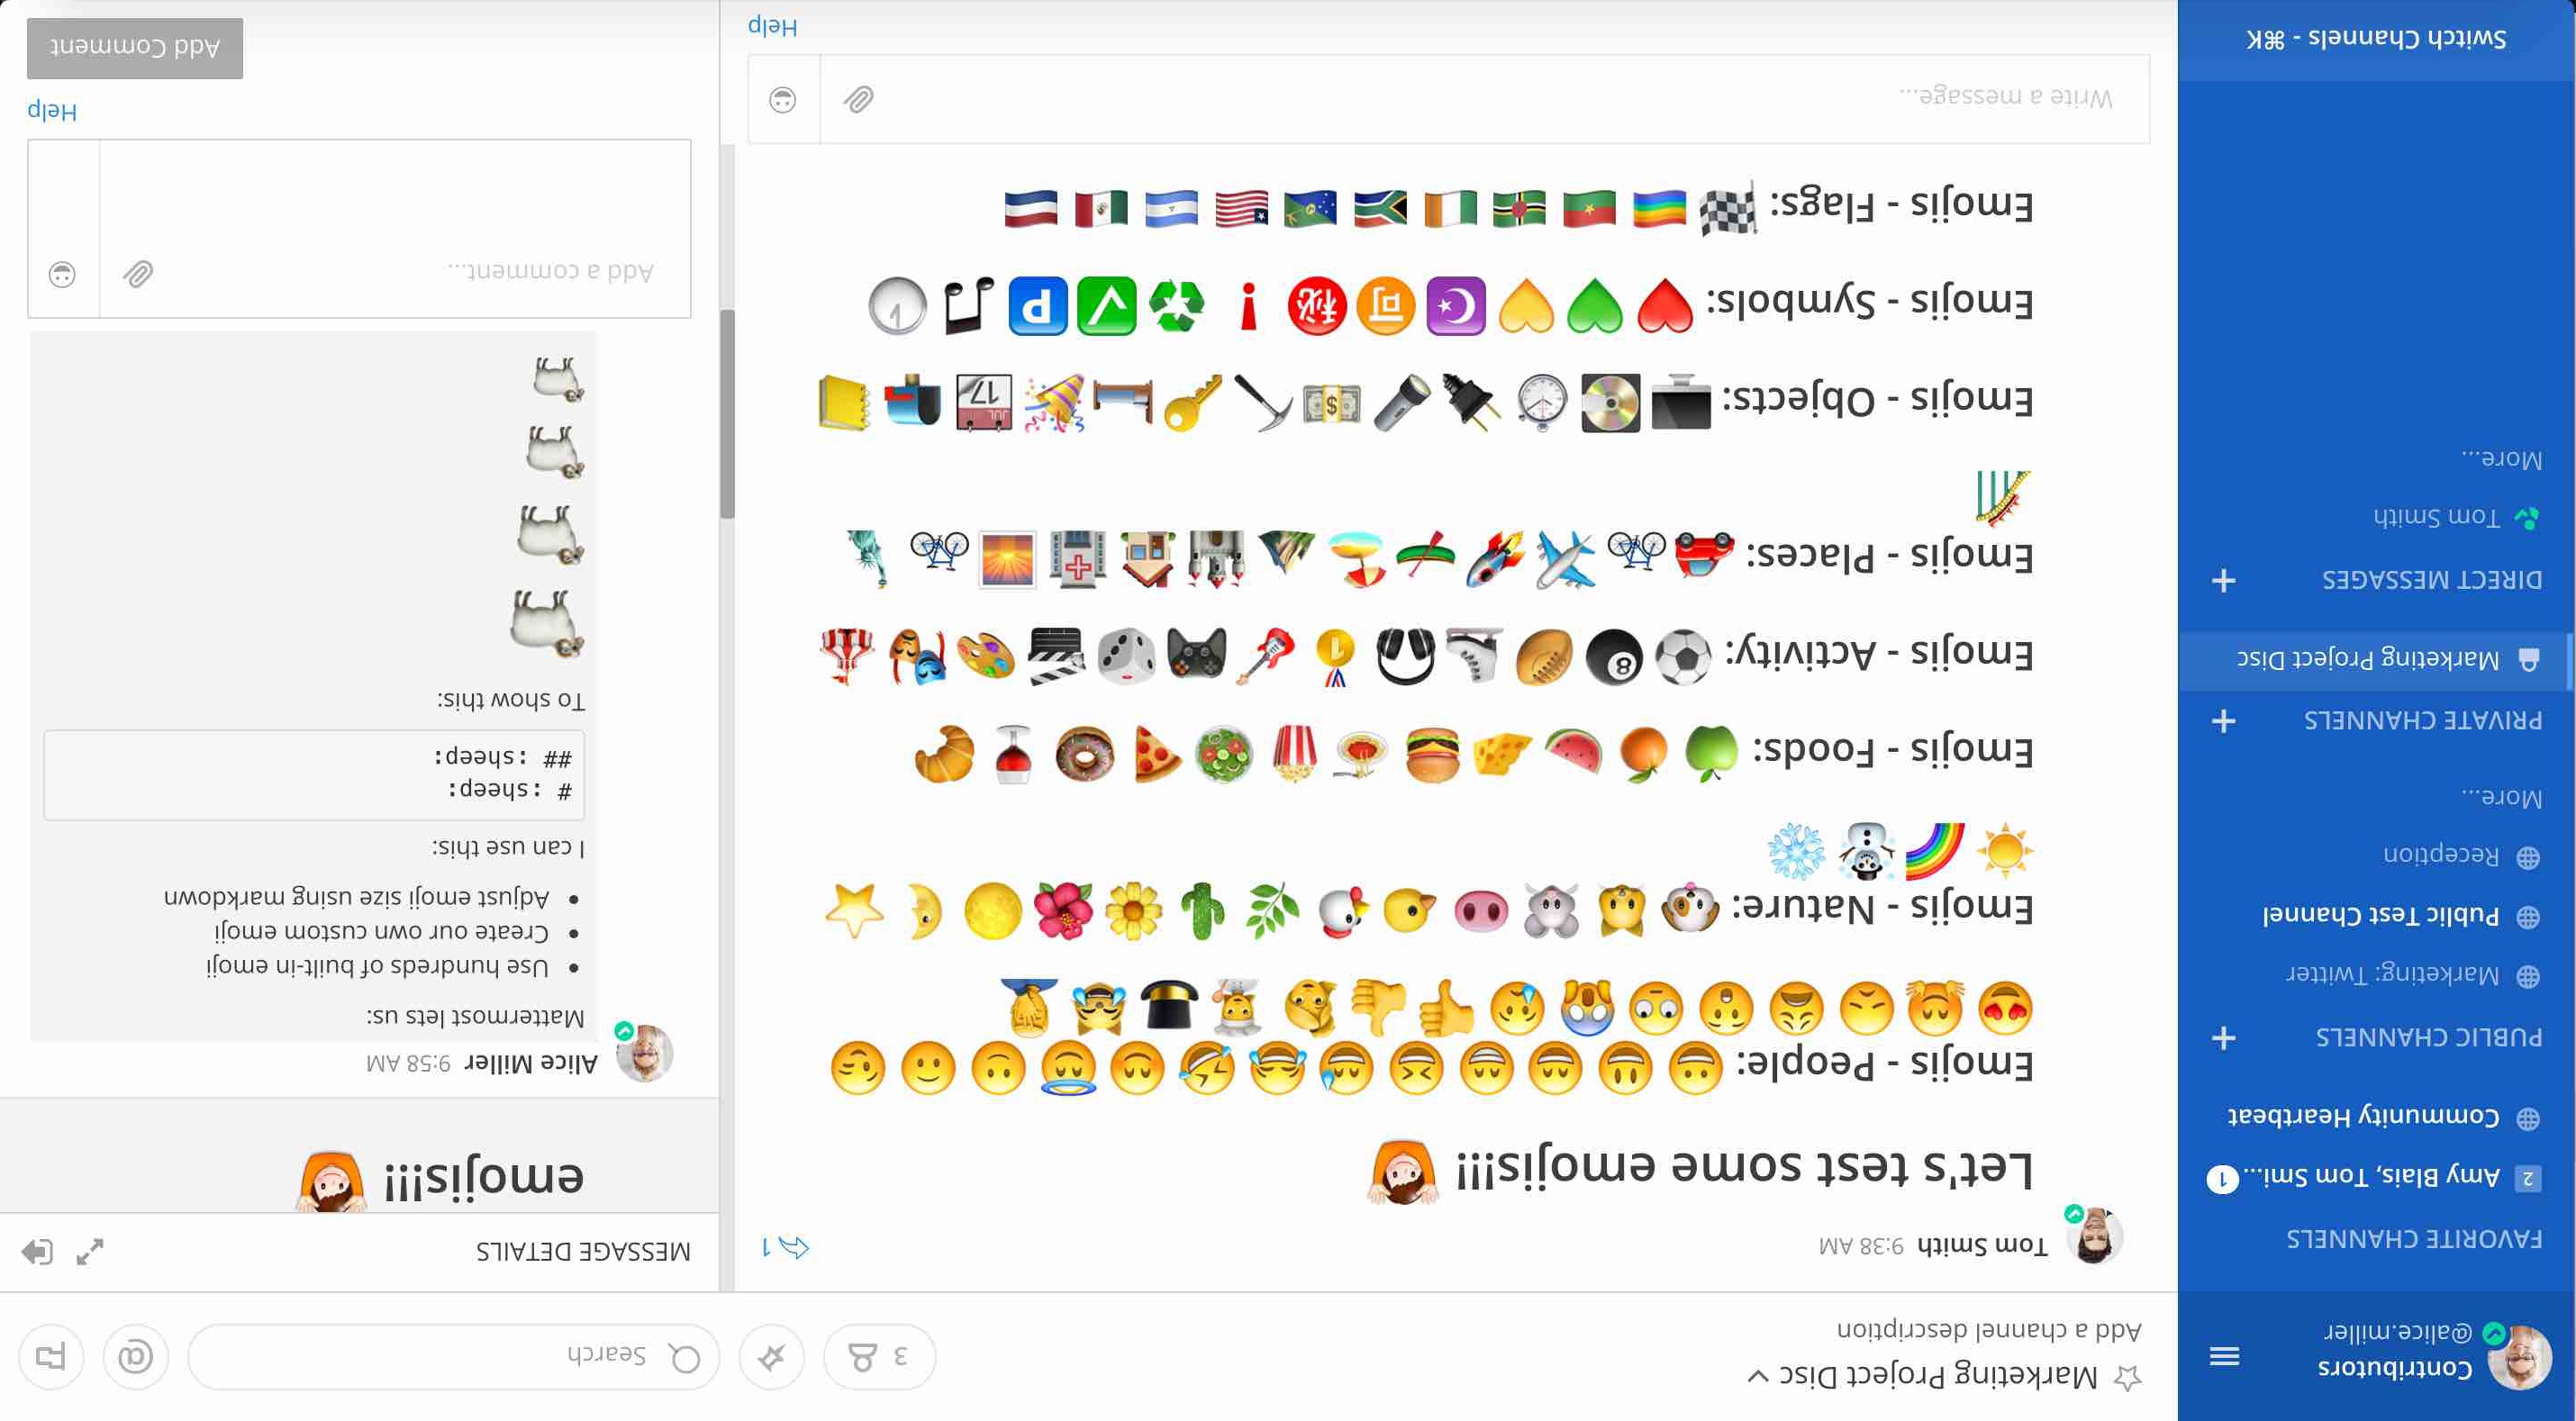 Contributors
@alice.miller
FAVORITE CHANNELS
2 Amy Blais, Tom Smi... 1
Community Heartbeat
PUBLIC CHANNELS +
Marketing: Twitter
Public Test Channel
Reception
More...
PRIVATE CHANNELS +
Marketing Project Disc
DIRECT MESSAGES +
Tom Smith
More...
Switch Channels - ⌘K
Marketing Project Disc
Add a channel description
3
Search
@
Tom Smith 9:38 AM
1
Let's test some emojis!!!
Emojis - People:
Emojis - Nature:
Emojis - Foods:
Emojis - Activity:
Emojis - Places:
Emojis - Objects:
Emojis - Symbols:
Emojis - Flags:
Write a message...
Help
MESSAGE DETAILS
emojis!!!
Alice Miller 9:58 AM
Mattermost lets us:
• Use hundreds of built-in emoji
• Create our own custom emoji
• Adjust emoji size using markdown
I can use this:
# :sheep:
## :sheep:
To show this:
Add a comment...
Help
Add Comment